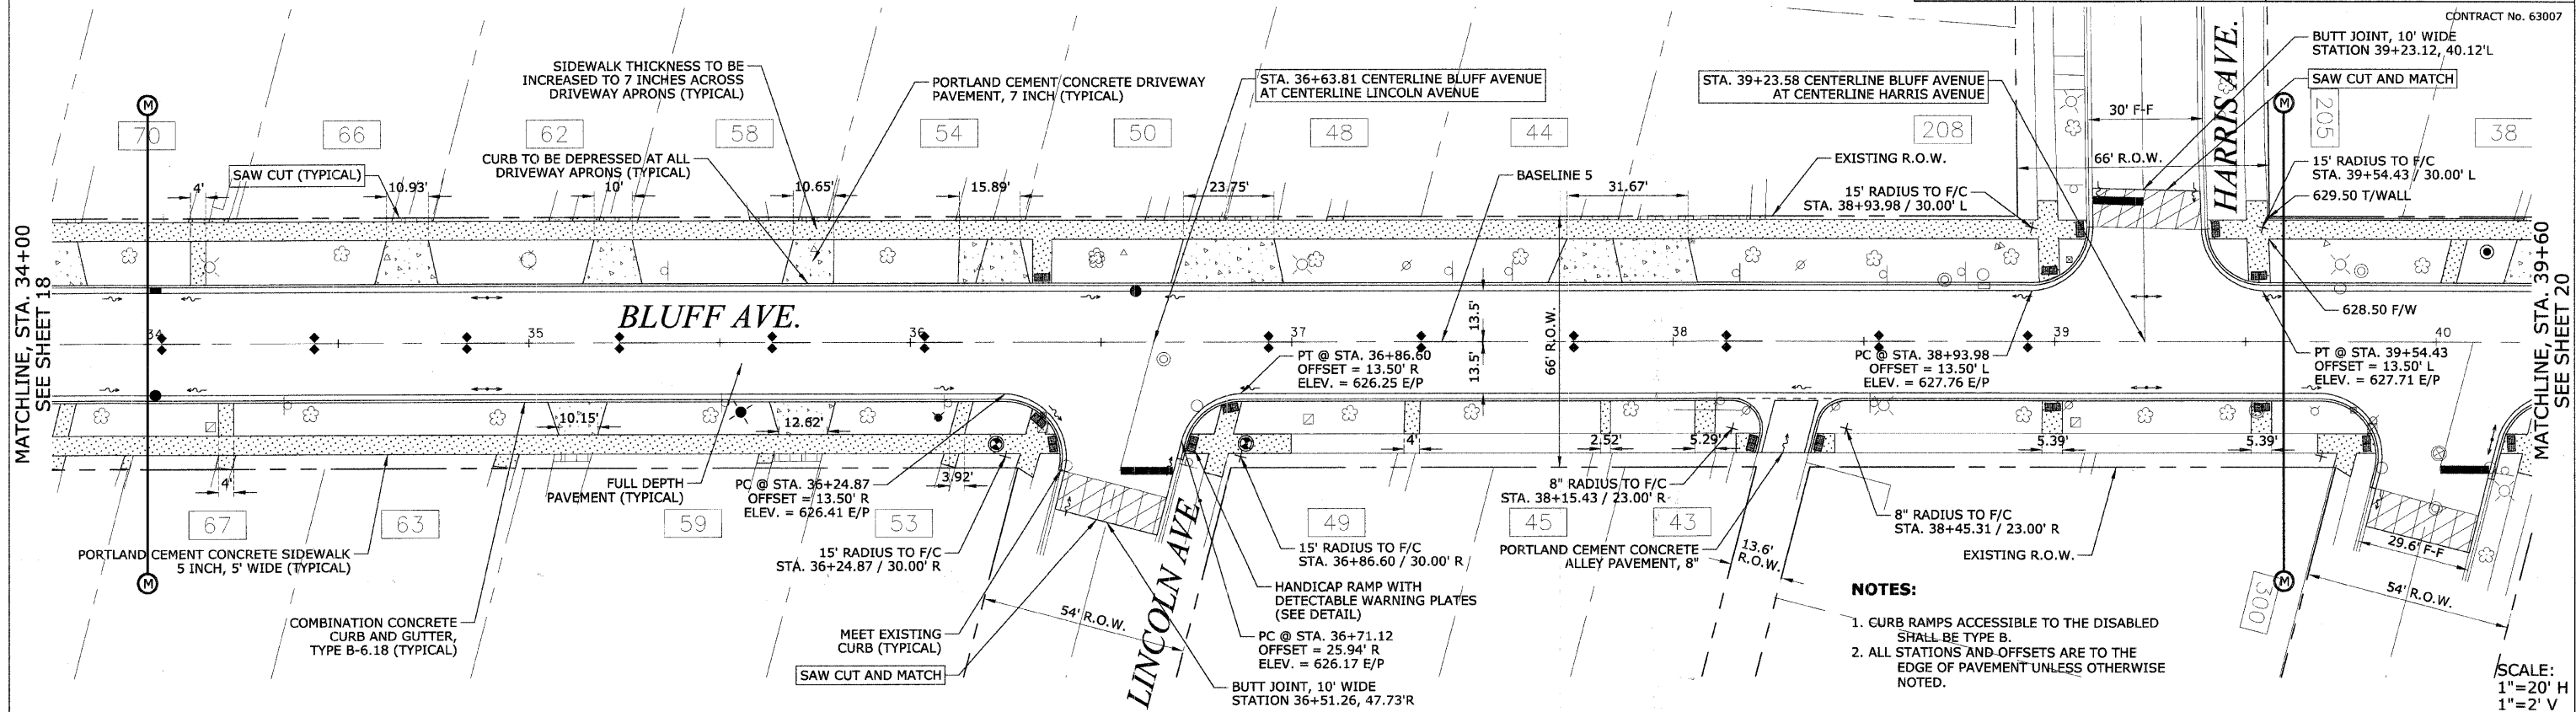 CONTRACT No. 63007
BUTT JOINT, 10' WIDE
STATION 39+23.12, 40.12'L
SAW CUT AND MATCH
HARRIS AVE.
SIDEWALK THICKNESS TO BE
INCREASED TO 7 INCHES ACROSS
DRIVEWAY APRONS (TYPICAL)
PORTLAND CEMENT CONCRETE DRIVEWAY
PAVEMENT, 7 INCH (TYPICAL)
STA. 36+63.81 CENTERLINE BLUFF AVENUE
AT CENTERLINE LINCOLN AVENUE
STA. 39+23.58 CENTERLINE BLUFF AVENUE
AT CENTERLINE HARRIS AVENUE
M
M
30' F-F
70
66
62
58
54
50
48
44
208
205
38
CURB TO BE DEPRESSED AT ALL
DRIVEWAY APRONS (TYPICAL)
SAW CUT (TYPICAL)
EXISTING R.O.W.
66' R.O.W.
BASELINE 5
15' RADIUS TO F/C
STA. 38+93.98 / 30.00' L
15' RADIUS TO F/C
STA. 39+54.43 / 30.00' L
629.50 T/WALL
4'
10.93'
10'
10.65'
15.89'
23.75'
31.67'
MATCHLINE, STA. 34+00
SEE SHEET 18
MATCHLINE, STA. 39+60
SEE SHEET 20
BLUFF AVE.
13.5'
13.5'
66' R.O.W.
628.50 F/W
34
35
36
37
38
39
40
PT @ STA. 36+86.60
OFFSET = 13.50' R
ELEV. = 626.25 E/P
PC @ STA. 38+93.98
OFFSET = 13.50' L
ELEV. = 627.76 E/P
PT @ STA. 39+54.43
OFFSET = 13.50' L
ELEV. = 627.71 E/P
10.15'
12.62'
4'
2.52'
5.29'
5.39'
5.39'
4'
3.92'
FULL DEPTH
PAVEMENT (TYPICAL)
PC @ STA. 36+24.87
OFFSET = 13.50' R
ELEV. = 626.41 E/P
8" RADIUS TO F/C
STA. 38+15.43 / 23.00' R
8" RADIUS TO F/C
STA. 38+45.31 / 23.00' R
67
63
59
53
49
45
43
300
PORTLAND CEMENT CONCRETE SIDEWALK
5 INCH, 5' WIDE (TYPICAL)
15' RADIUS TO F/C
STA. 36+24.87 / 30.00' R
15' RADIUS TO F/C
STA. 36+86.60 / 30.00' R
PORTLAND CEMENT CONCRETE
ALLEY PAVEMENT, 8"
13.6'
R.O.W.
EXISTING R.O.W.
29.6' F-F
M
M
HANDICAP RAMP WITH
DETECTABLE WARNING PLATES
(SEE DETAIL)
54' R.O.W.
54' R.O.W.
LINCOLN AVE
COMBINATION CONCRETE
CURB AND GUTTER,
TYPE B-6.18 (TYPICAL)
MEET EXISTING
CURB (TYPICAL)
SAW CUT AND MATCH
PC @ STA. 36+71.12
OFFSET = 25.94' R
ELEV. = 626.17 E/P
BUTT JOINT, 10' WIDE
STATION 36+51.26, 47.73'R
NOTES:
1. CURB RAMPS ACCESSIBLE TO THE DISABLED
SHALL BE TYPE B.
2. ALL STATIONS AND OFFSETS ARE TO THE
EDGE OF PAVEMENT UNLESS OTHERWISE
NOTED.
SCALE:
1"=20' H
1"=2' V